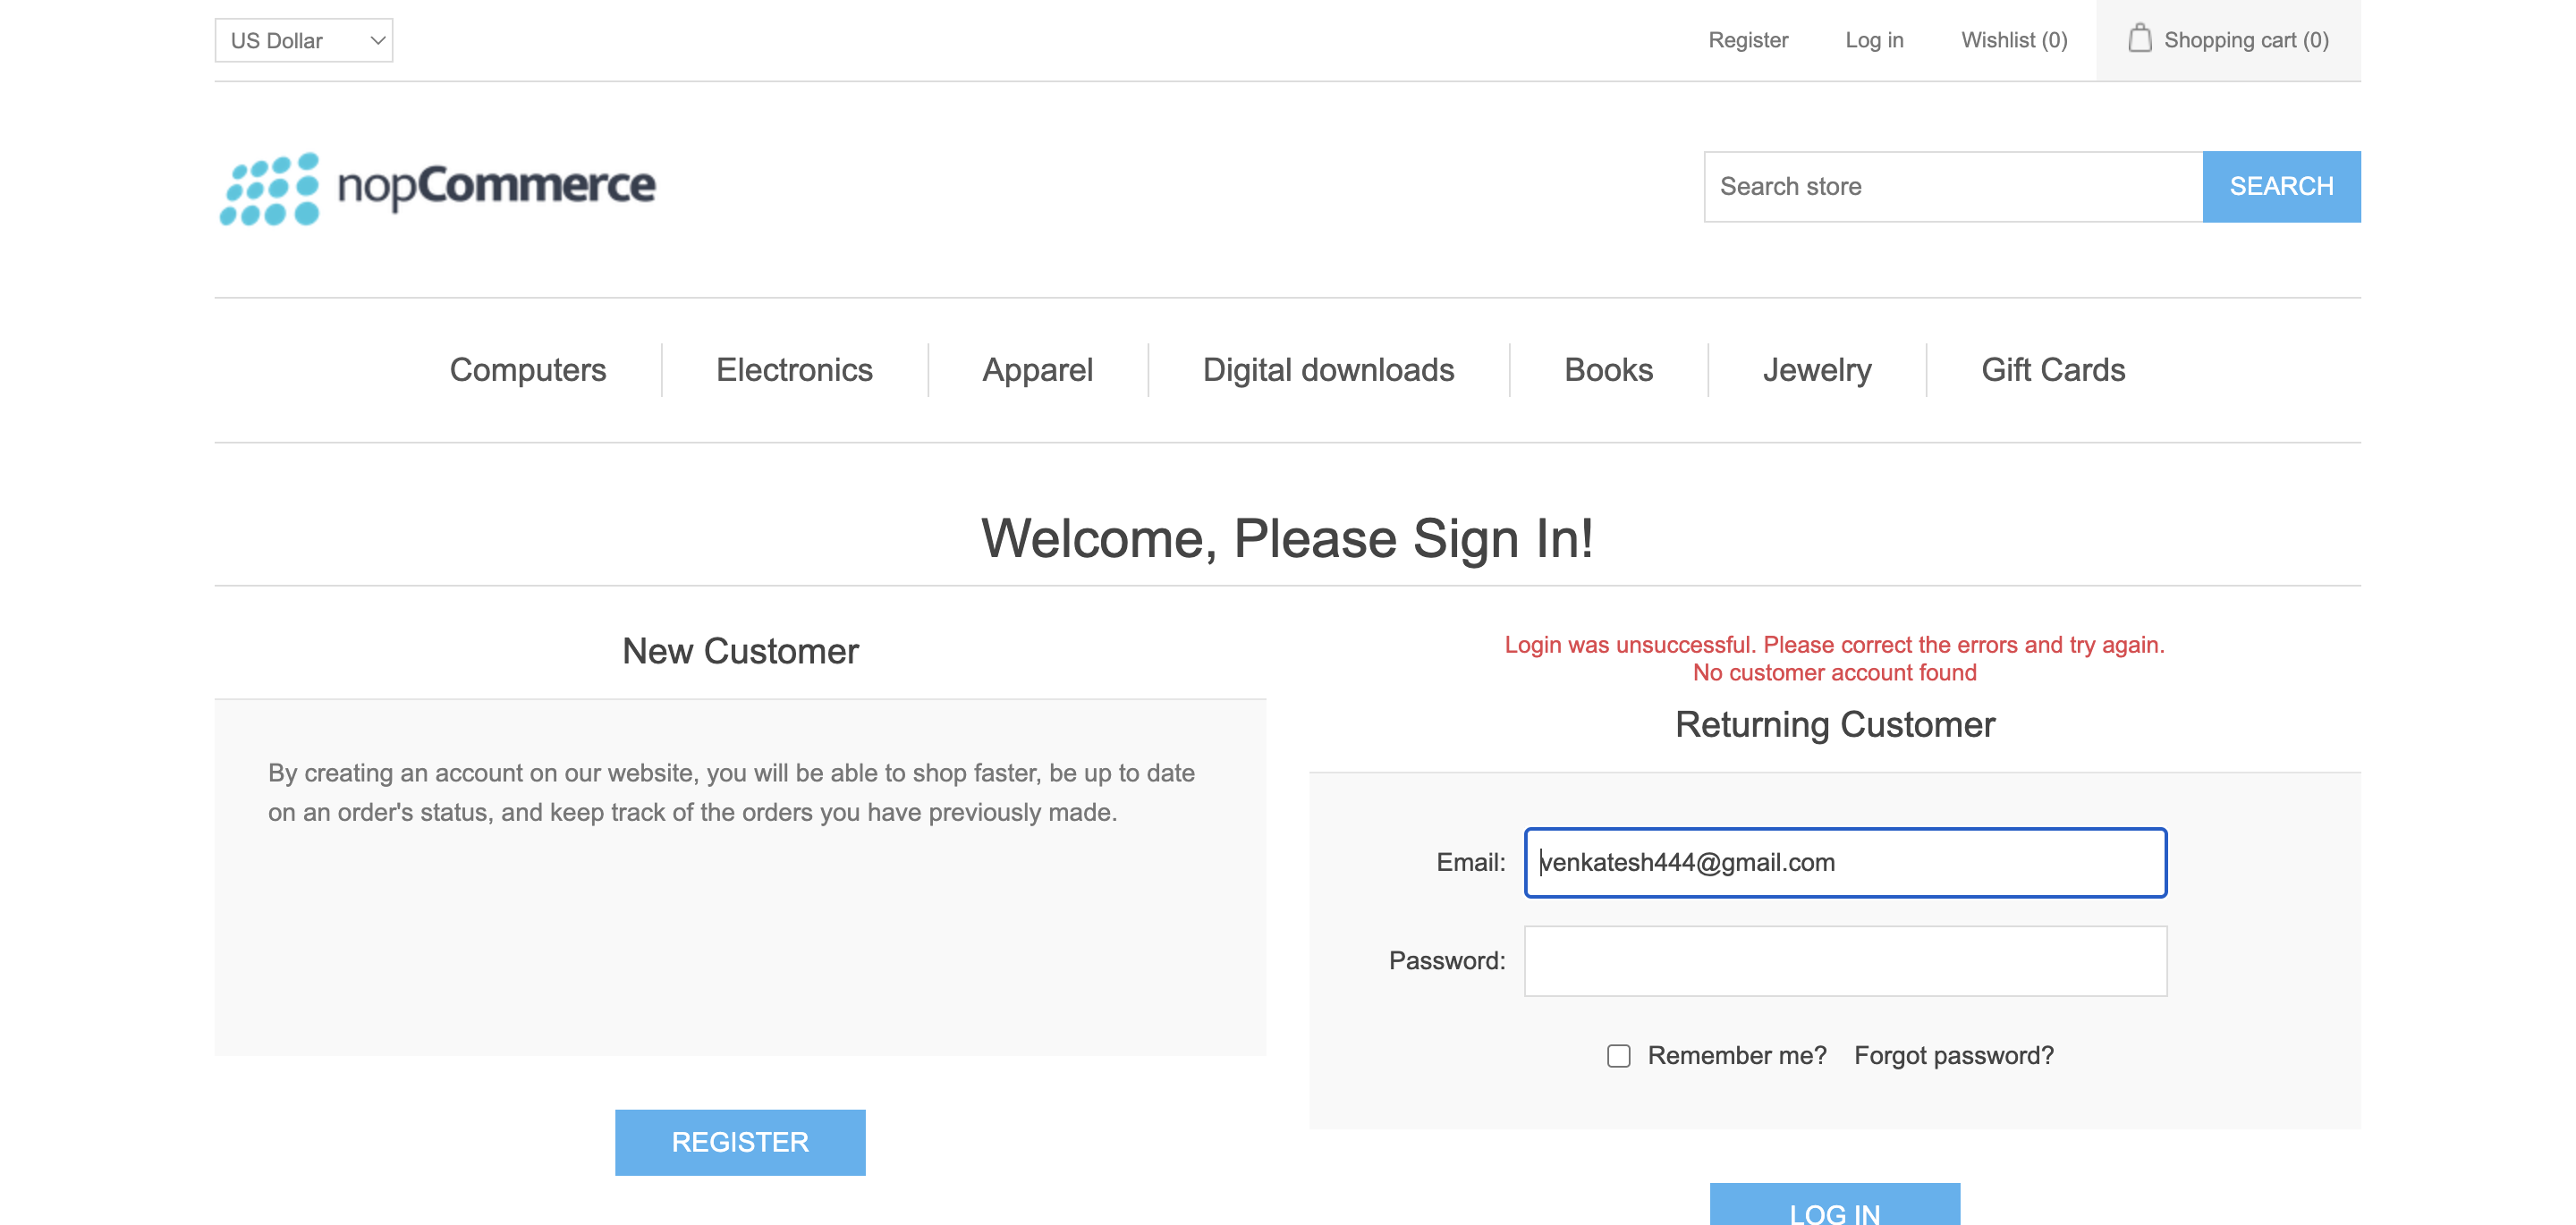 US Dollar
Register
Log in
Wishlist (0)
Shopping cart (0)
nopCommerce
Search store
SEARCH
Computers
Electronics
Apparel
Digital downloads
Books
Jewelry
Gift Cards
Welcome, Please Sign In!
New Customer
By creating an account on our website, you will be able to shop faster, be up to date
on an order's status, and keep track of the orders you have previously made.
REGISTER
Login was unsuccessful. Please correct the errors and try again.
No customer account found
Returning Customer
Email:
venkatesh444@gmail.com
Password:
Remember me?
Forgot password?
LOG IN